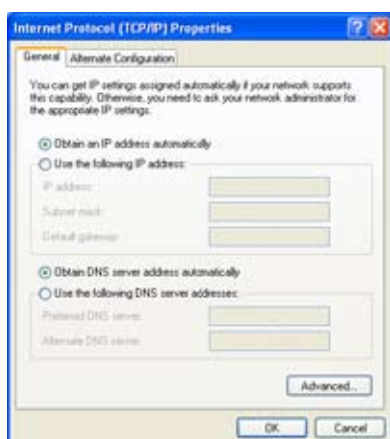 Internet Protocol (TCP/IP) Properties
General Alternate Configuration
You can get IP settings assigned automatically if your network supports
this capability. Otherwise, you need to ask your network administrator for
the appropriate IP settings.
Obtain an IP address automatically
Use the following IP address:
IP address:
Subnet mask:
Default gateway:
Obtain DNS server address automatically
Use the following DNS server addresses:
Preferred DNS server:
Alternate DNS server:
Advanced...
OK Cancel